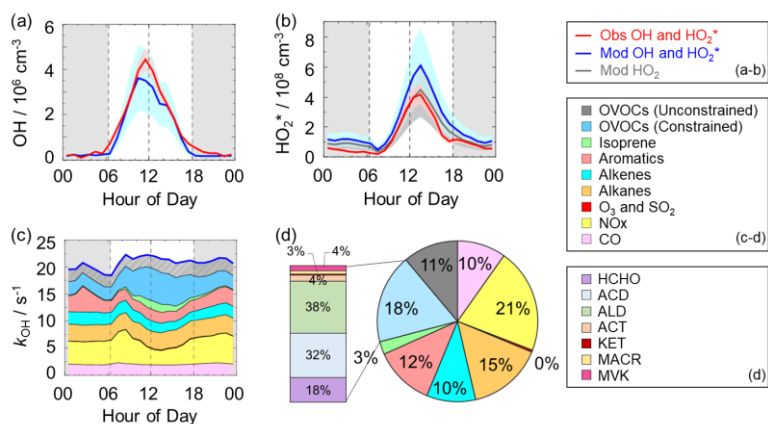 (a)
OH / 10⁶ cm⁻³
6
4
2
0
00 06 12 18 00
Hour of Day
(b)
HO₂* / 10⁸ cm⁻³
8
6
4
2
0
00 06 12 18 00
Hour of Day
Obs OH and HO₂*
Mod OH and HO₂*
Mod HO₂
(a-b)
(c)
k_OH / s⁻¹
25
20
15
10
5
0
00 06 12 18 00
Hour of Day
(d)
3% 4%
4%
38%
32%
18%
11%
10%
21%
0%
15%
10%
12%
3%
18%
OVOCs (Unconstrained)
OVOCs (Constrained)
Isoprene
Aromatics
Alkenes
Alkanes
O₃ and SO₂
NOx
CO
(c-d)
HCHO
ACD
ALD
ACT
KET
MACR
MVK
(d)